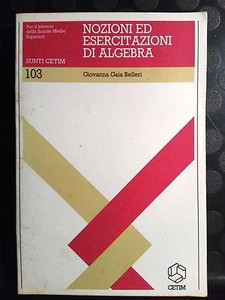 Per il biennio
delle Scuole Medie
Superiori
SUNTI CETIM
103
NOZIONI ED
ESERCITAZIONI
DI ALGEBRA
Giovanna Gaia Belleri
CETIM